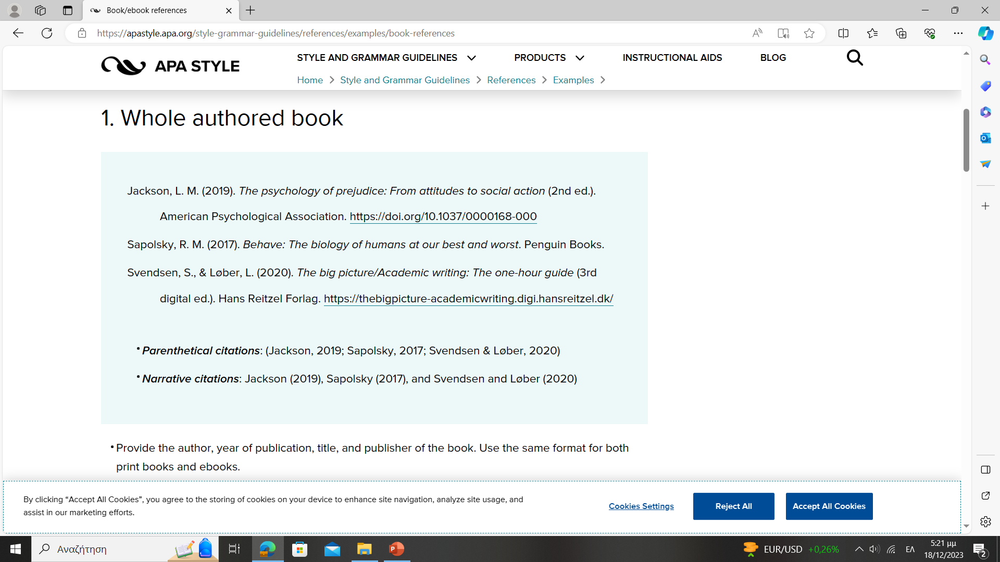 Book/ebook references
https://apastyle.apa.org/style-grammar-guidelines/references/examples/book-references
APA STYLE
STYLE AND GRAMMAR GUIDELINES PRODUCTS INSTRUCTIONAL AIDS BLOG
Home Style and Grammar Guidelines References Examples
1. Whole authored book
Jackson, L. M. (2019). The psychology of prejudice: From attitudes to social action (2nd ed.).
American Psychological Association. https://doi.org/10.1037/0000168-000
Sapolsky, R. M. (2017). Behave: The biology of humans at our best and worst. Penguin Books.
Svendsen, S., & Løber, L. (2020). The big picture/Academic writing: The one-hour guide (3rd
digital ed.). Hans Reitzel Forlag. https://thebigpicture-academicwriting.digi.hansreitzel.dk/
• Parenthetical citations: (Jackson, 2019; Sapolsky, 2017; Svendsen & Løber, 2020)
• Narrative citations: Jackson (2019), Sapolsky (2017), and Svendsen and Løber (2020)
• Provide the author, year of publication, title, and publisher of the book. Use the same format for both
print books and ebooks.
By clicking “Accept All Cookies”, you agree to the storing of cookies on your device to enhance site navigation, analyze site usage, and
assist in our marketing efforts.
Cookies Settings
Reject All
Accept All Cookies
Αναζήτηση
EUR/USD +0,26%
ΕΛ
5:21 μμ
18/12/2023
2